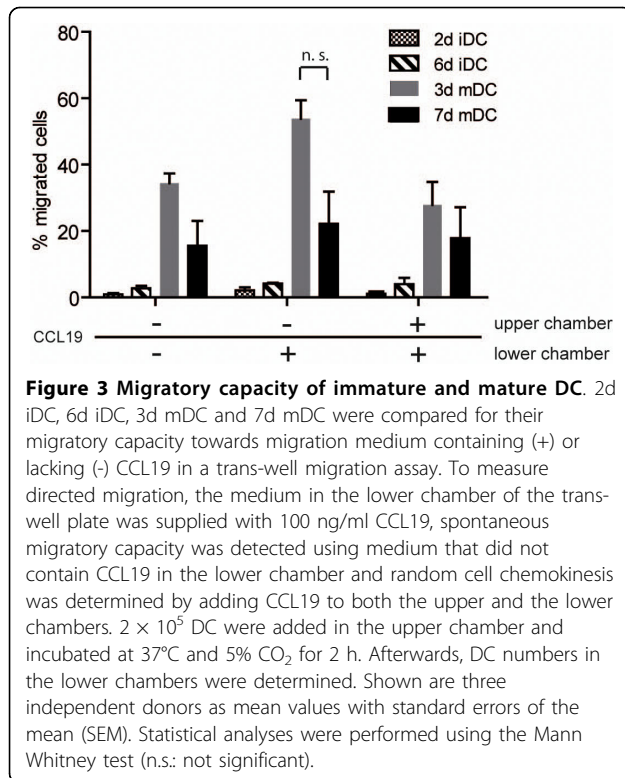 80
60
40
20
0
% migrated cells
n. s.
2d iDC
6d iDC
3d mDC
7d mDC
CCL19
- - + upper chamber
- + + lower chamber
Figure 3 Migratory capacity of immature and mature DC. 2d
iDC, 6d iDC, 3d mDC and 7d mDC were compared for their
migratory capacity towards migration medium containing (+) or
lacking (-) CCL19 in a trans-well migration assay. To measure
directed migration, the medium in the lower chamber of the trans-
well plate was supplied with 100 ng/ml CCL19, spontaneous
migratory capacity was detected using medium that did not
contain CCL19 in the lower chamber and random cell chemokinesis
was determined by adding CCL19 to both the upper and the lower
chambers. 2 × 10⁵ DC were added in the upper chamber and
incubated at 37°C and 5% CO₂ for 2 h. Afterwards, DC numbers in
the lower chambers were determined. Shown are three
independent donors as mean values with standard errors of the
mean (SEM). Statistical analyses were performed using the Mann
Whitney test (n.s.: not significant).